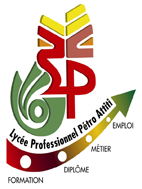 Lycée Professionnel Pétro Attiti
EMPLOI
MÉTIER
DIPLÔME
FORMATION